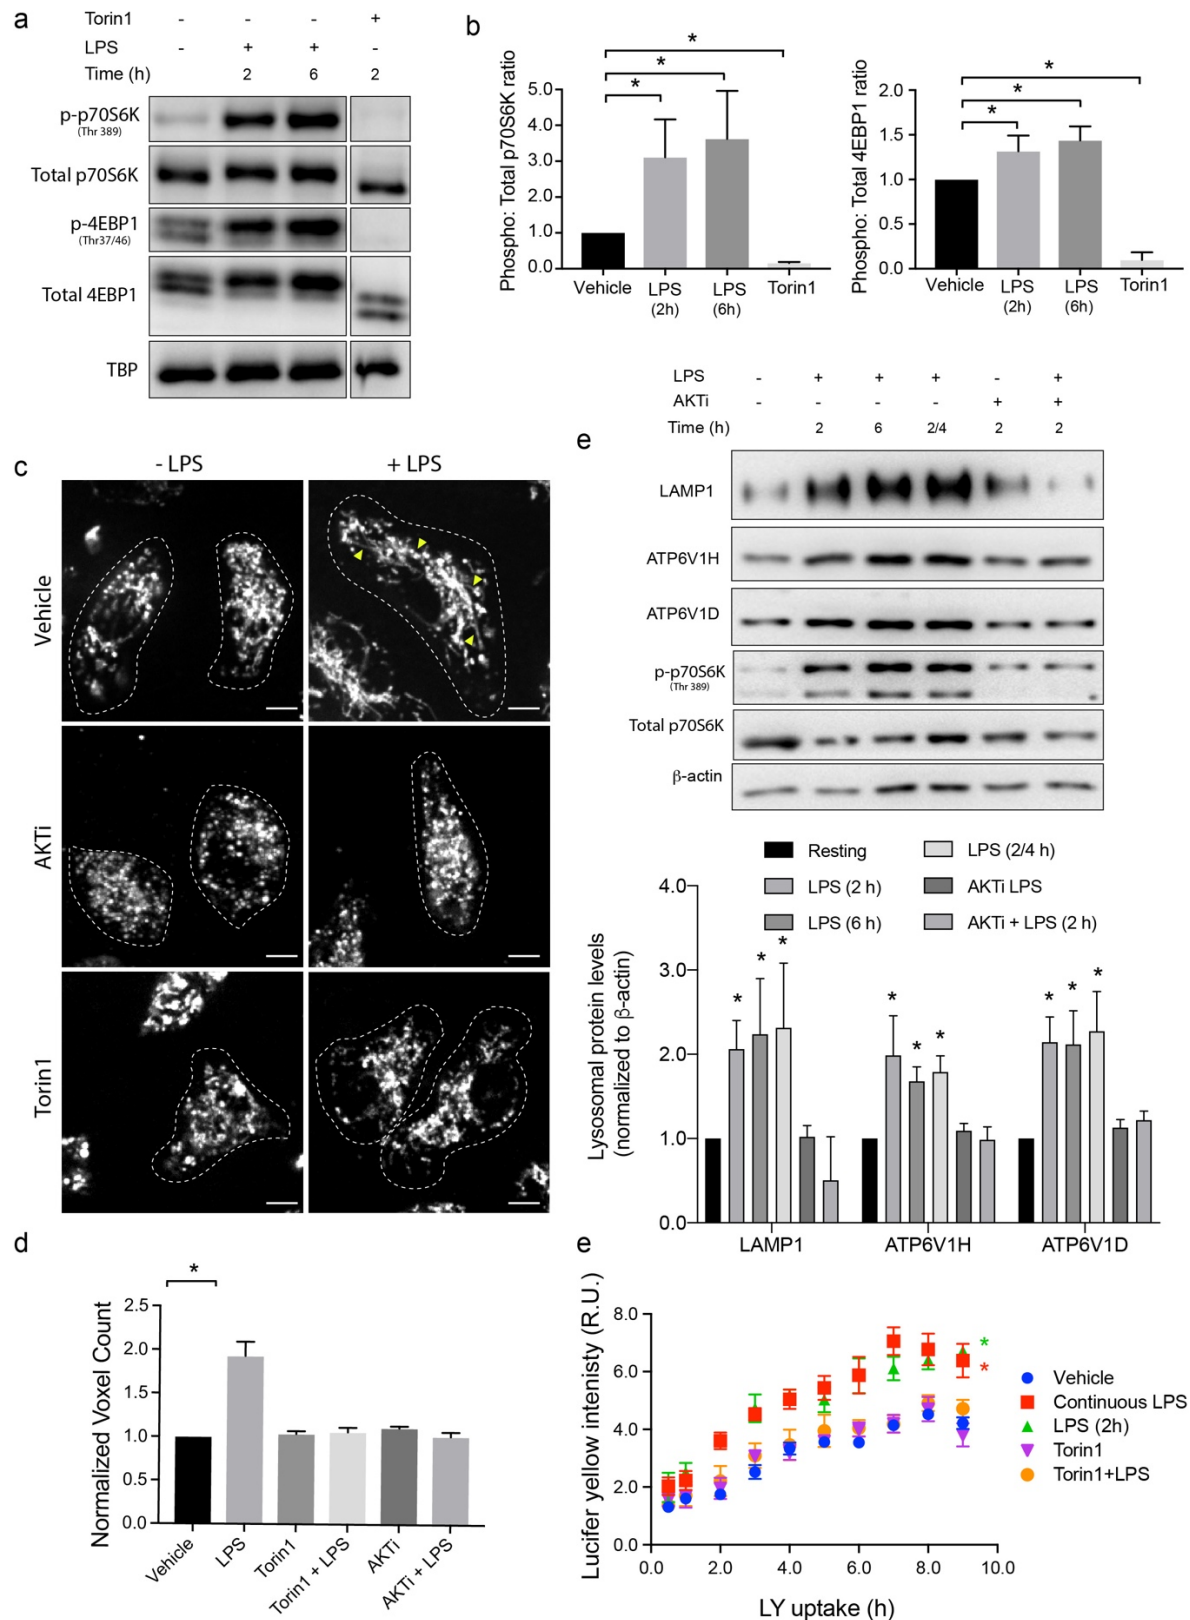 a
Torin1 - - - +
LPS - + + -
Time (h) 2 6 2
p-p70S6K
(Thr 389)
Total p70S6K
p-4EBP1
(Thr37/46)
Total 4EBP1
TBP
b
Phospho: Total p70S6K ratio
5.0
4.0
3.0
2.0
1.0
0.0
*
*
*
Vehicle LPS (2h) LPS (6h) Torin1
Phospho: Total 4EBP1 ratio
2.0
1.5
1.0
0.5
0.0
*
*
*
Vehicle LPS (2h) LPS (6h) Torin1
c
- LPS + LPS
Vehicle
AKTi
Torin1
d
*
Normalized Voxel Count
2.5
2.0
1.5
1.0
0.5
0.0
Vehicle LPS Torin1 Torin1 + LPS AKTi AKTi + LPS
e
LPS - + + + - +
AKTi - - - - + +
Time (h) 2 6 2/4 2 2
LAMP1
ATP6V1H
ATP6V1D
p-p70S6K
(Thr 389)
Total p70S6K
β-actin
Resting LPS (2/4 h)
LPS (2 h) AKTi LPS
LPS (6 h) AKTi + LPS (2 h)
Lysosomal protein levels
(normalized to β-actin)
4.0
3.0
2.0
1.0
0.0
* * * * * * * * *
LAMP1 ATP6V1H ATP6V1D
e
Lucifer yellow intenisty (R.U.)
8.0
6.0
4.0
2.0
0.0
*
*
0.0 2.0 4.0 6.0 8.0 10.0
LY uptake (h)
Vehicle
Continuous LPS
LPS (2h)
Torin1
Torin1+LPS